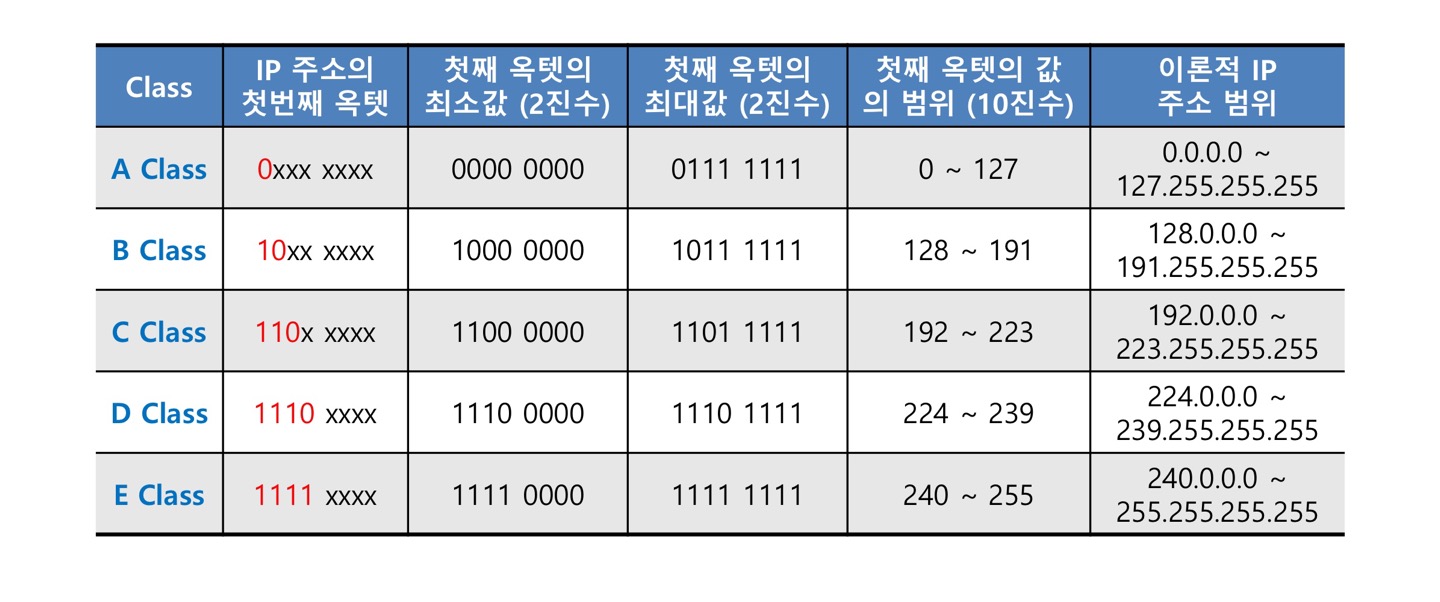 Class
IP 주소의
첫번째 옥텟
첫째 옥텟의
최소값 (2진수)
첫째 옥텟의
최대값 (2진수)
첫째 옥텟의 값
의 범위 (10진수)
이론적 IP
주소 범위
A Class
0xxx xxxx
0000 0000
0111 1111
0 ~ 127
0.0.0.0 ~
127.255.255.255
B Class
10xx xxxx
1000 0000
1011 1111
128 ~ 191
128.0.0.0 ~
191.255.255.255
C Class
110x xxxx
1100 0000
1101 1111
192 ~ 223
192.0.0.0 ~
223.255.255.255
D Class
1110 xxxx
1110 0000
1110 1111
224 ~ 239
224.0.0.0 ~
239.255.255.255
E Class
1111 xxxx
1111 0000
1111 1111
240 ~ 255
240.0.0.0 ~
255.255.255.255